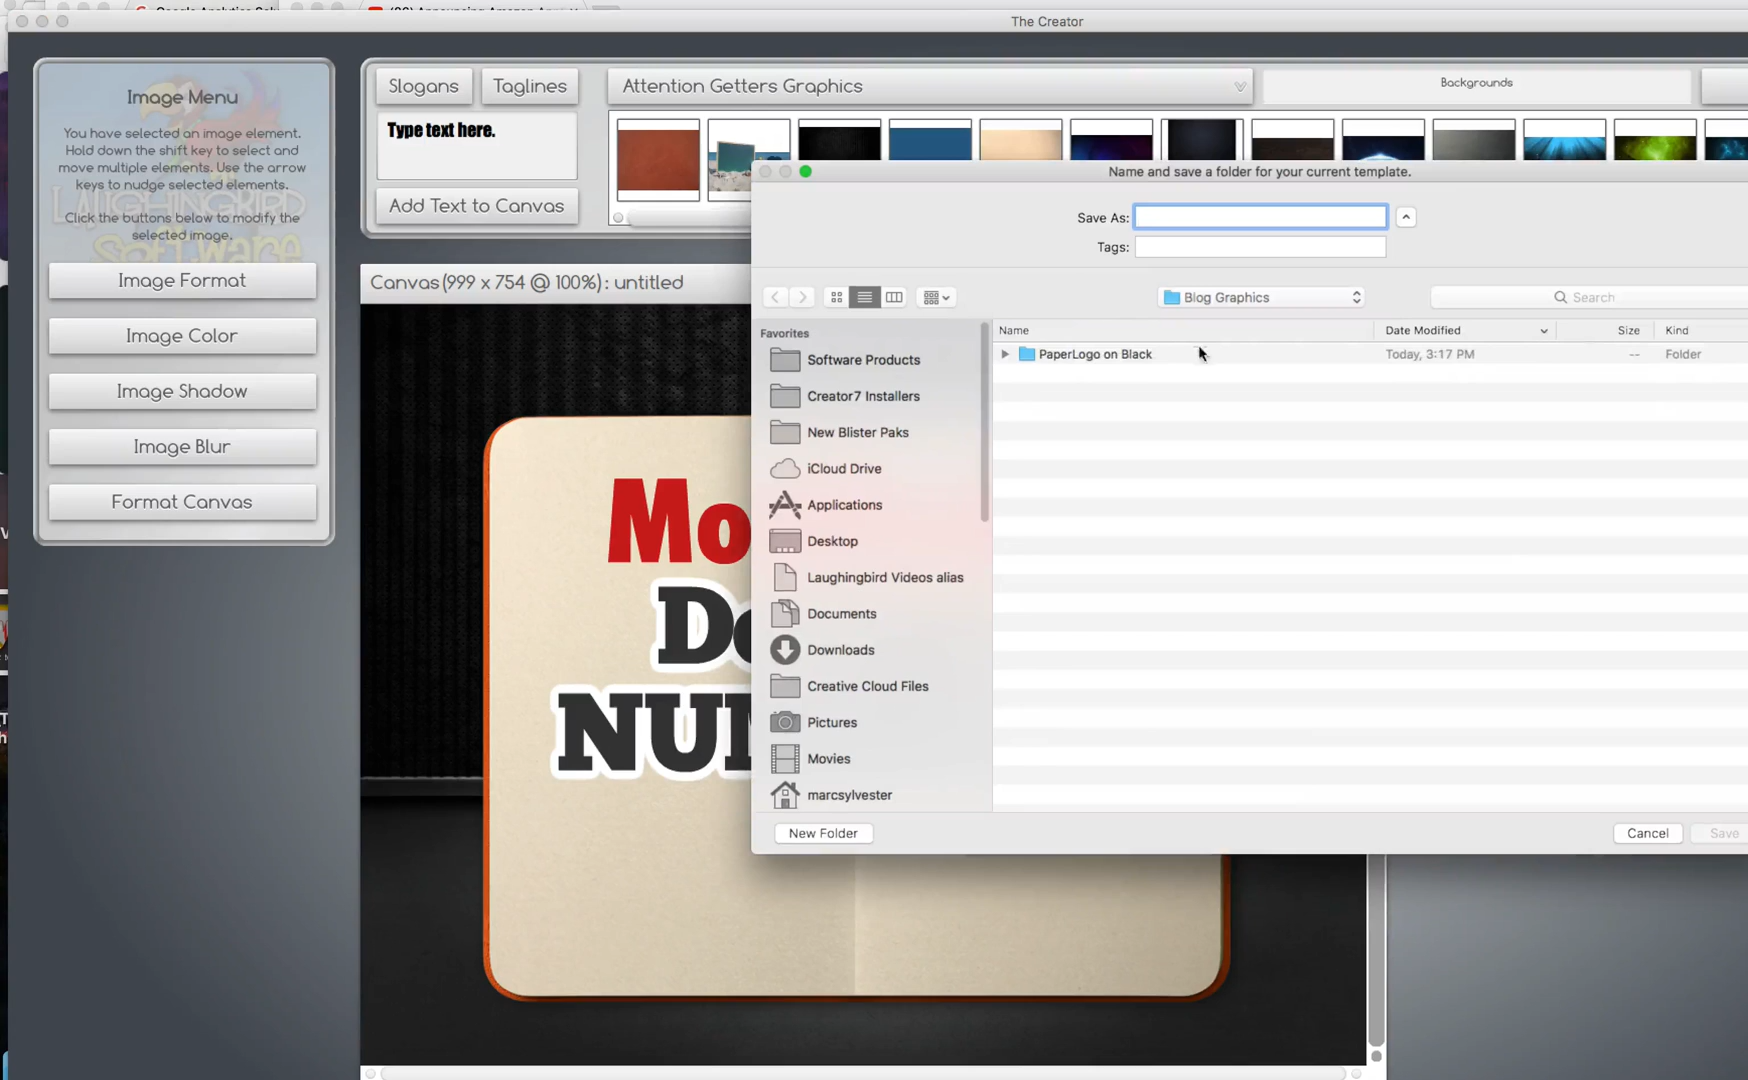 The Creator
Image Menu
You have selected an image element.
Hold down the shift key to select and
move multiple elements. Use the arrow
keys to nudge selected elements.
Click the buttons below to modify the
selected image.
LAUGHINGBIRD
Software
Image Format
Image Color
Image Shadow
Image Blur
Format Canvas
Slogans
Taglines
Type text here.
Add Text to Canvas
Attention Getters Graphics
Backgrounds
Canvas(999 x 754 @ 100%) : untitled
Mo
NU
Name and save a folder for your current template.
Save As:
Tags:
Blog Graphics
Search
Favorites
Software Products
Creator7 Installers
New Blister Paks
iCloud Drive
Applications
Desktop
Laughingbird Videos alias
Documents
Downloads
Creative Cloud Files
Pictures
Movies
marcsylvester
Name
Date Modified
Size
Kind
PaperLogo on Black
Today, 3:17 PM
--
Folder
New Folder
Cancel
Save